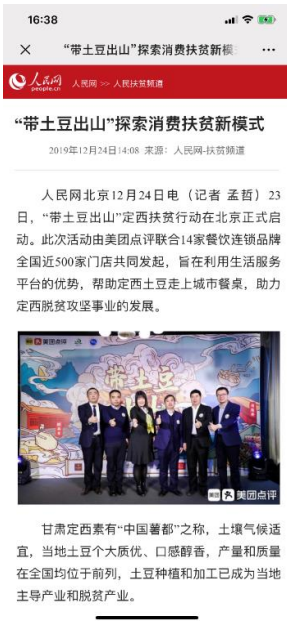 16:38
“带土豆出山”探索消费扶贫新模
人民网
people.cn
人民网 >> 人民扶贫频道
“带土豆出山”探索消费扶贫新模式
2019年12月24日14:08 来源：人民网-扶贫频道
人民网北京12月24日电（记者 孟哲）23
日，“带土豆出山”定西扶贫行动在北京正式启
动。此次活动由美团点评联合14家餐饮连锁品牌
全国近500家门店共同发起，旨在利用生活服务
平台的优势，帮助定西土豆走上城市餐桌，助力
定西脱贫攻坚事业的发展。
美团点评
带土豆
美团点评
甘肃定西素有“中国薯都”之称，土壤气候适
宜，当地土豆个大质优、口感醇香，产量和质量
在全国均位于前列，土豆种植和加工已成为当地
主导产业和脱贫产业。